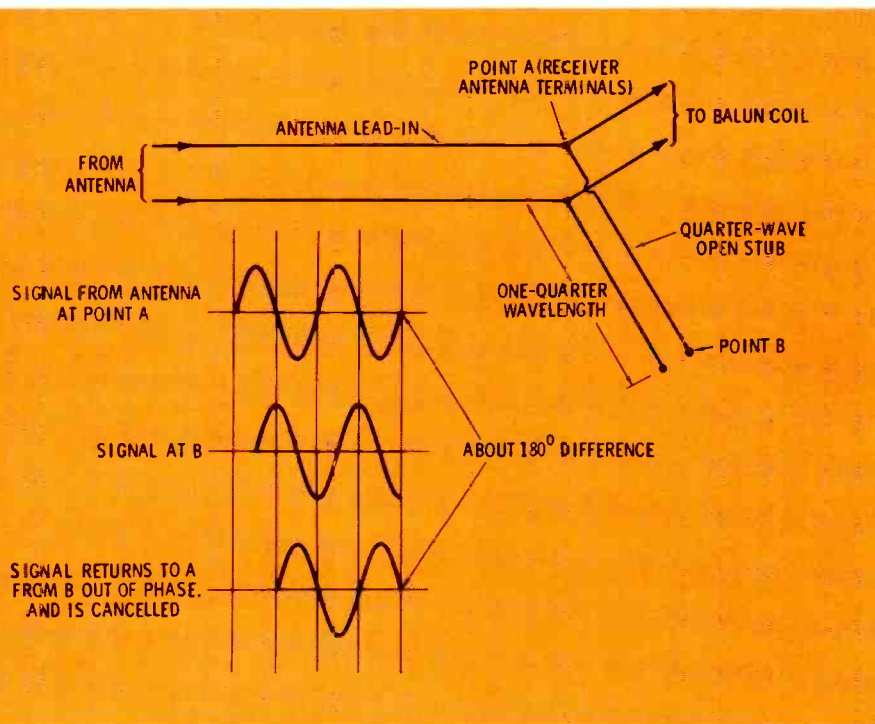 POINT A (RECEIVER
ANTENNA TERMINALS)
TO BALUN COIL
ANTENNA LEAD-IN
FROM
ANTENNA
QUARTER-WAVE
OPEN STUB
SIGNAL FROM ANTENNA
AT POINT A
ONE-QUARTER
WAVELENGTH
POINT B
SIGNAL AT B
ABOUT 180° DIFFERENCE
SIGNAL RETURNS TO A
FROM B OUT OF PHASE,
AND IS CANCELLED